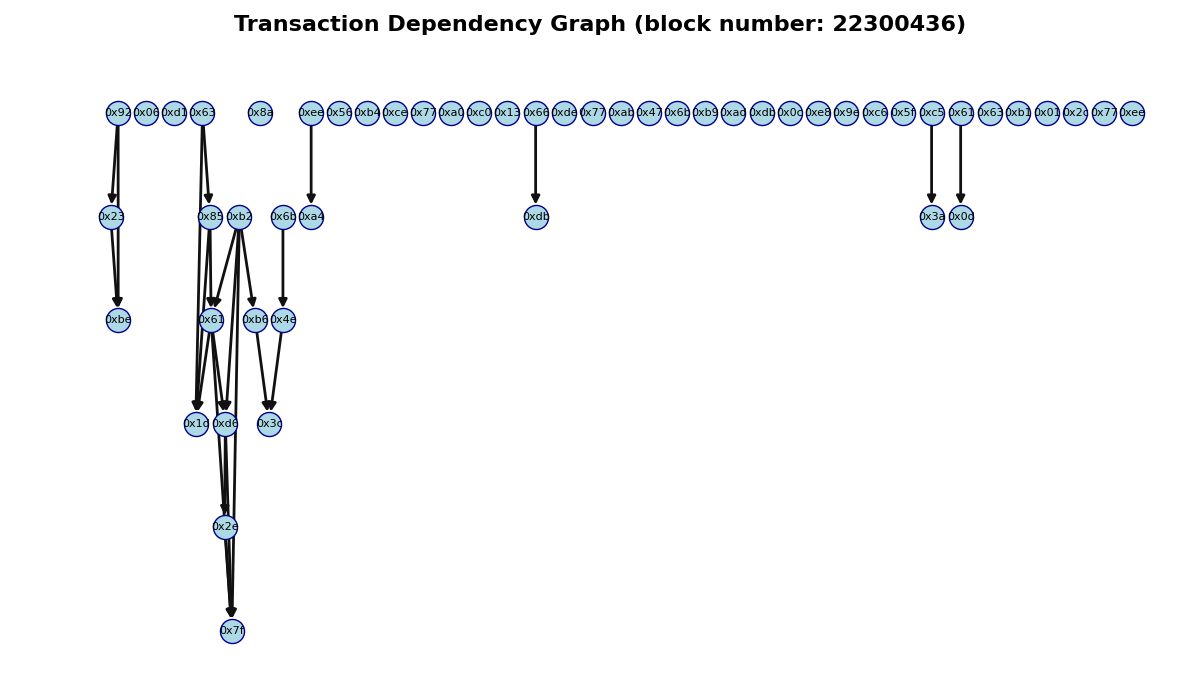 Transaction Dependency Graph (block number: 22300436)
0x92 0x06 0xd1 0x63 0x8a 0xee 0x56 0xb4 0xce 0x77 0xa0 0xc0 0x13 0x66 0xde 0x77 0xab 0x47 0x6b 0xb9 0xad 0xdb 0x0c 0xe8 0x9e 0xc6 0x5f 0xc5 0x61 0x63 0xb1 0x01 0x2c 0x77 0xee
0x23 0x85 0xb2 0x6b 0xa4 0xdb 0x3a 0x0d
0xbe 0x61 0xb6 0x4e
0x1d 0xd6 0x3c
0x2e
0x7f